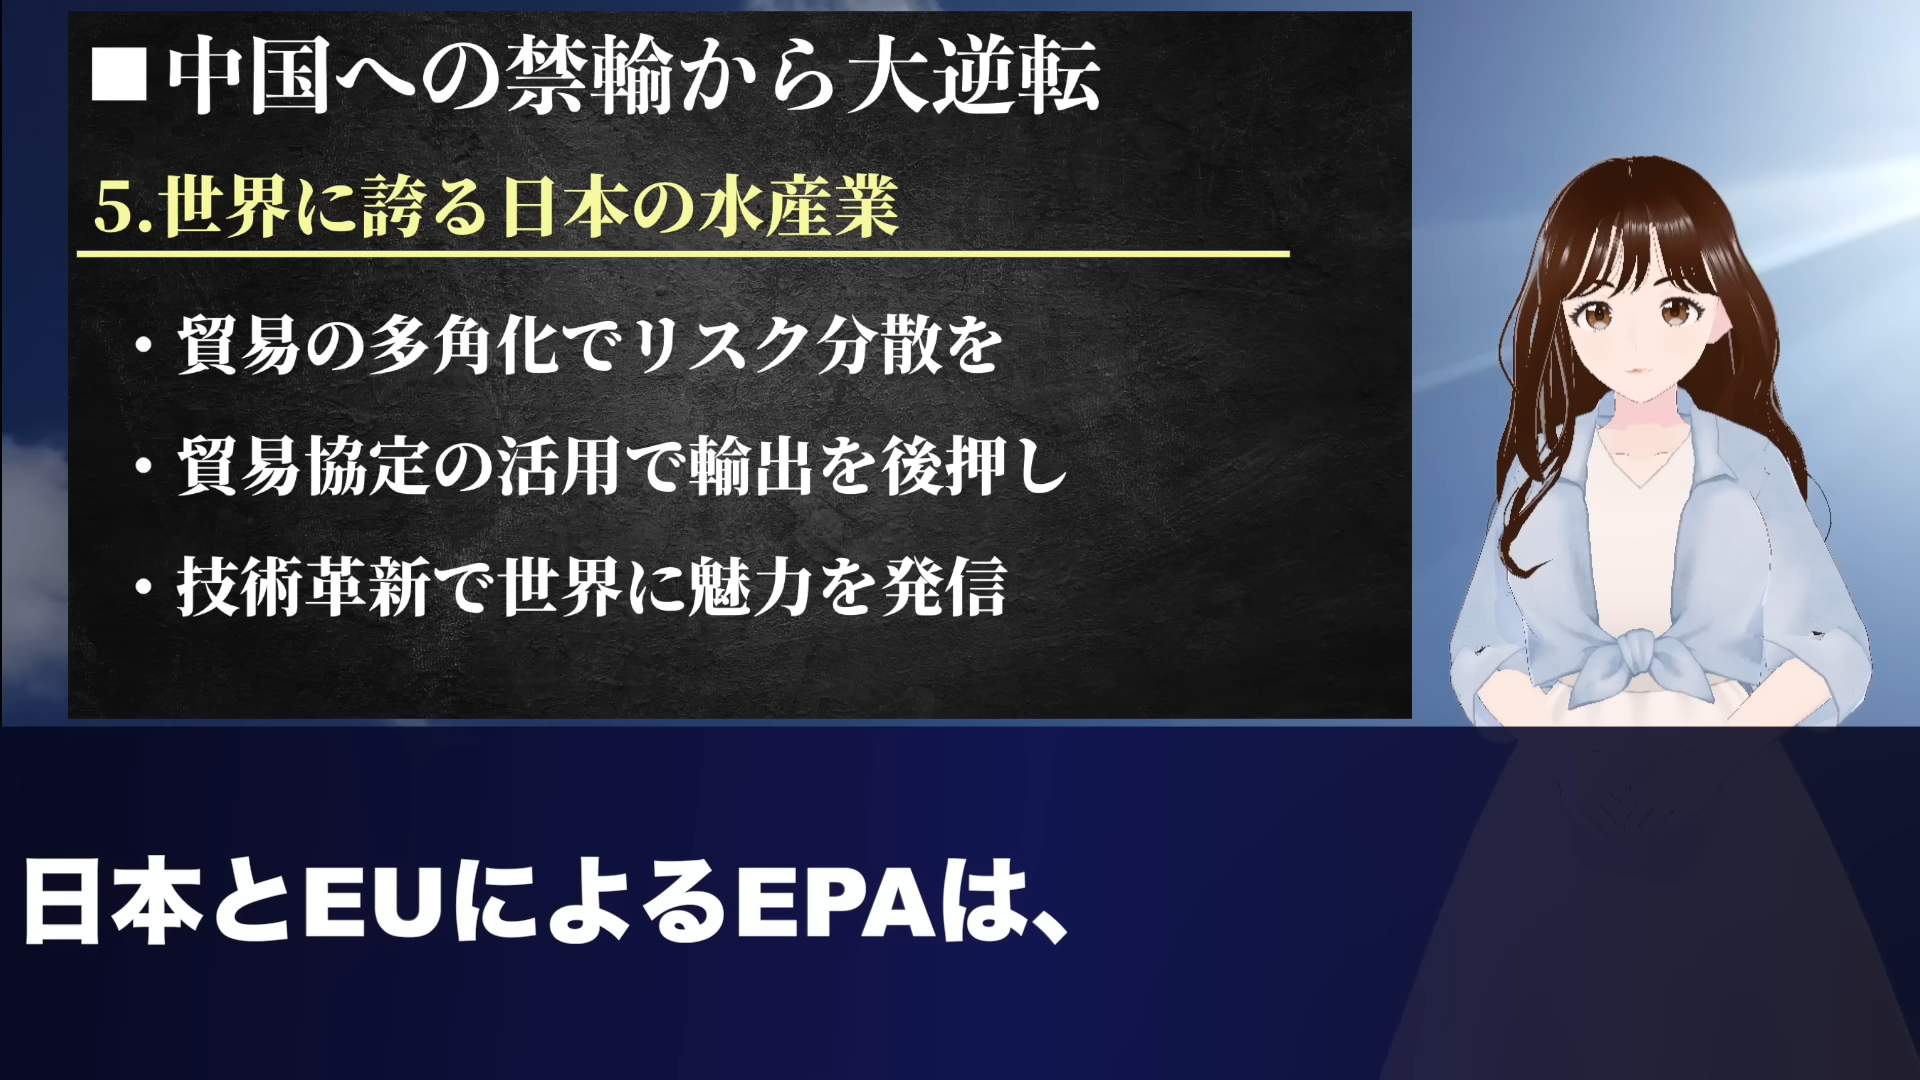 ■中国への禁輸から大逆転
5.世界に誇る日本の水産業
・貿易の多角化でリスク分散を
・貿易協定の活用で輸出を後押し
・技術革新で世界に魅力を発信
日本とEUによるEPAは、